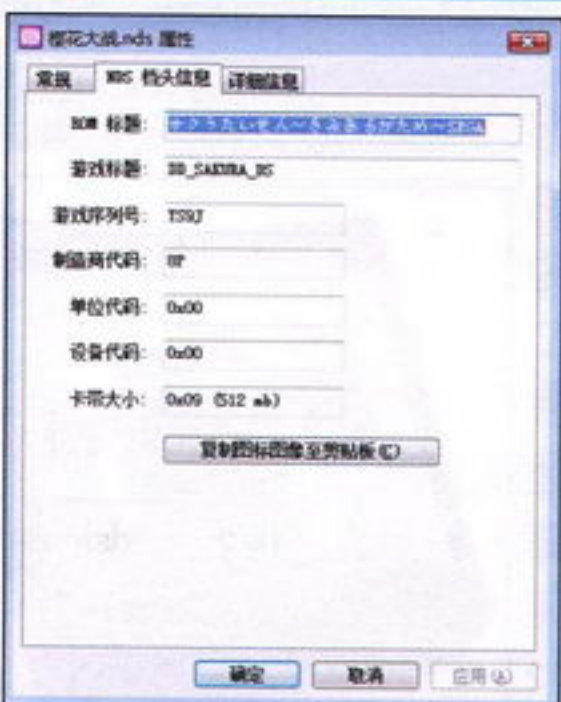 樱花大战.nds 属性
常规 NDS 档头信息 详细信息
ROM 标题:
游戏标题: DD_SAKURA_DS
游戏序列号: TS9J
制造商代码: 8P
单位代码: 0x00
设备代码: 0x00
卡带大小: 0x09 (512 mb)
复制图标图像至剪贴板(C)
确定 取消 应用(A)